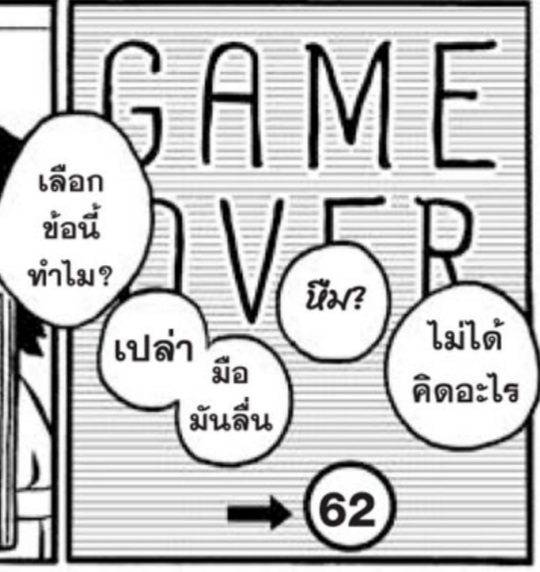 GAME
OVER
เลือก
ข้อนี้
ทำไม?
เปล่า
มือ
มันลื่น
หืม?
ไม่ได้
คิดอะไร
62